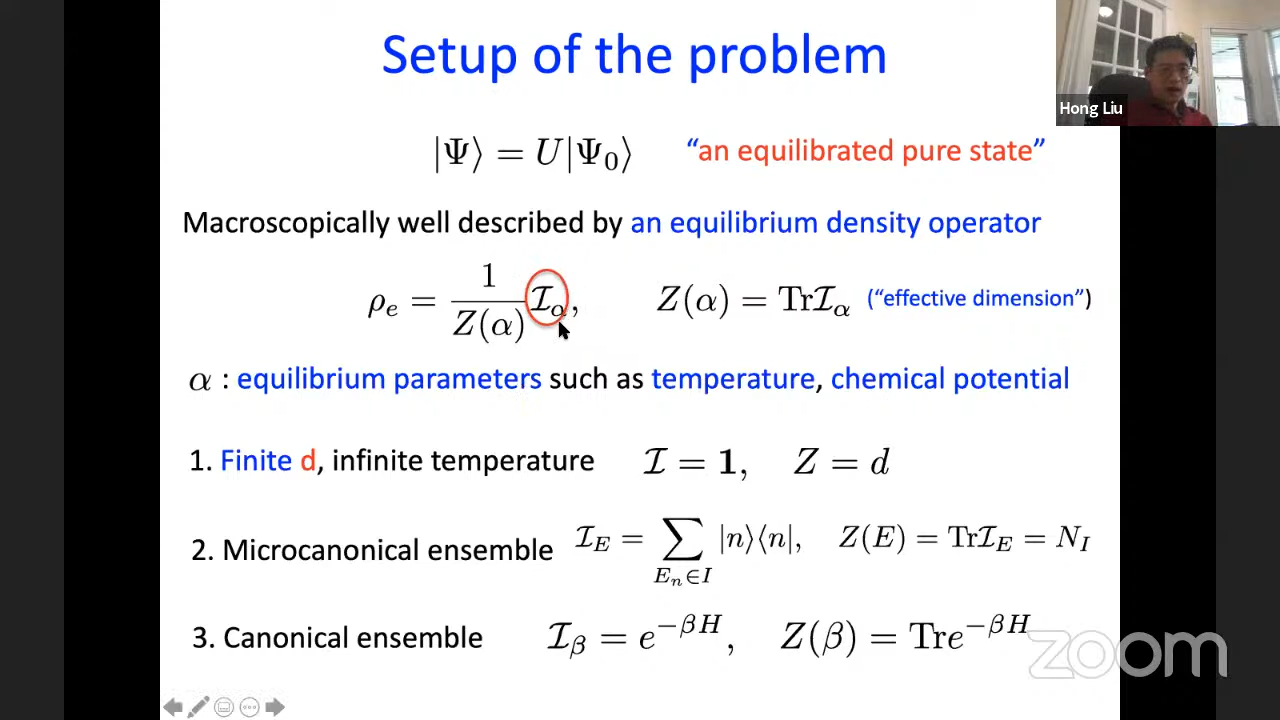 Setup of the problem
Hong Liu
|Ψ⟩ = U|Ψ₀⟩ “an equilibrated pure state”
Macroscopically well described by an equilibrium density operator
ρₑ = 1/Z(α) ℐ_α, Z(α) = Trℐ_α (“effective dimension”)
α : equilibrium parameters such as temperature, chemical potential
1. Finite d, infinite temperature ℐ = 1, Z = d
2. Microcanonical ensemble ℐ_E = ∑_{E_n∈I} |n⟩⟨n|, Z(E) = Trℐ_E = N_I
3. Canonical ensemble ℐ_β = e^{−βH}, Z(β) = Tre^{−βH}
zoom